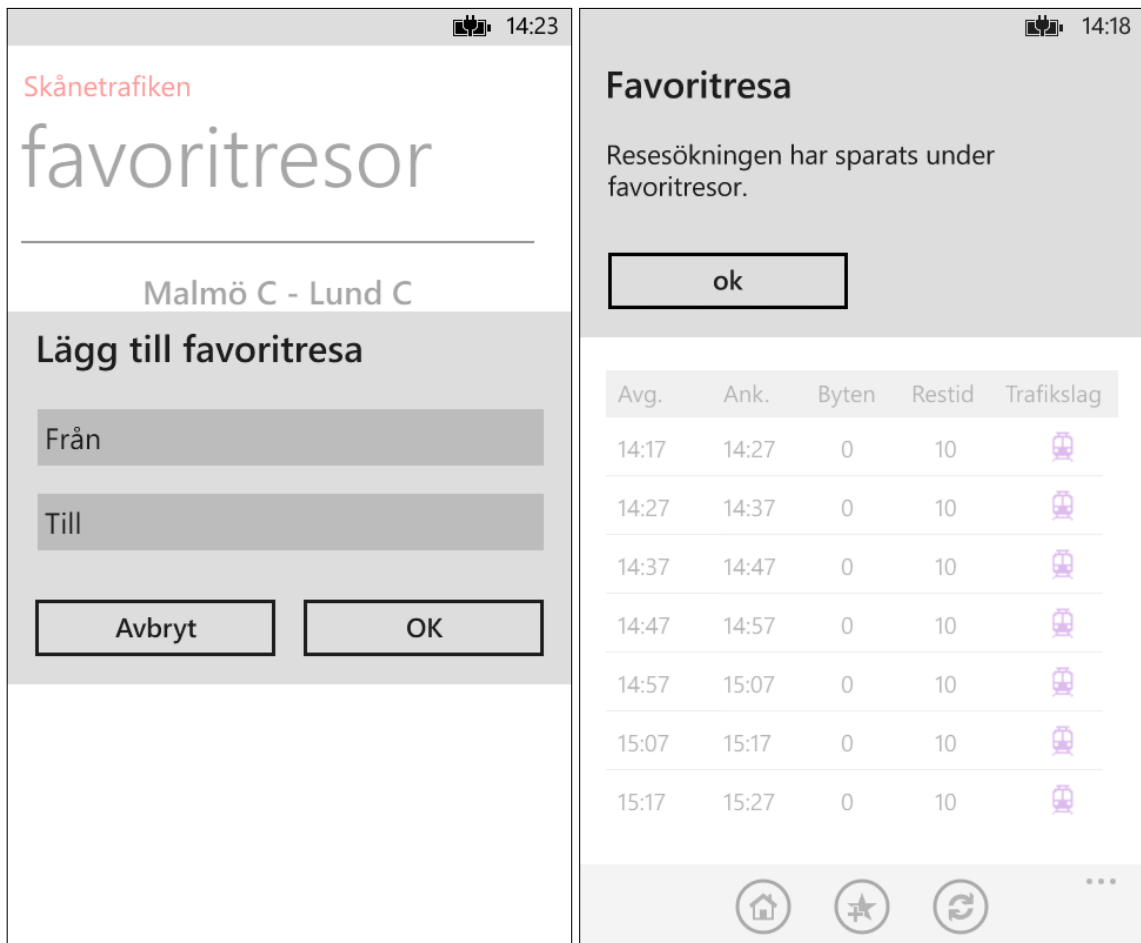 14:23
Skånetrafiken
favoritresor
Malmö C - Lund C
Lägg till favoritresa
Från
Till
Avbryt OK
14:18
Favoritresa
Resesökningen har sparats under
favoritresor.
ok
Avg. Ank. Byten Restid Trafikslag
14:17 14:27 0 10
14:27 14:37 0 10
14:37 14:47 0 10
14:47 14:57 0 10
14:57 15:07 0 10
15:07 15:17 0 10
15:17 15:27 0 10